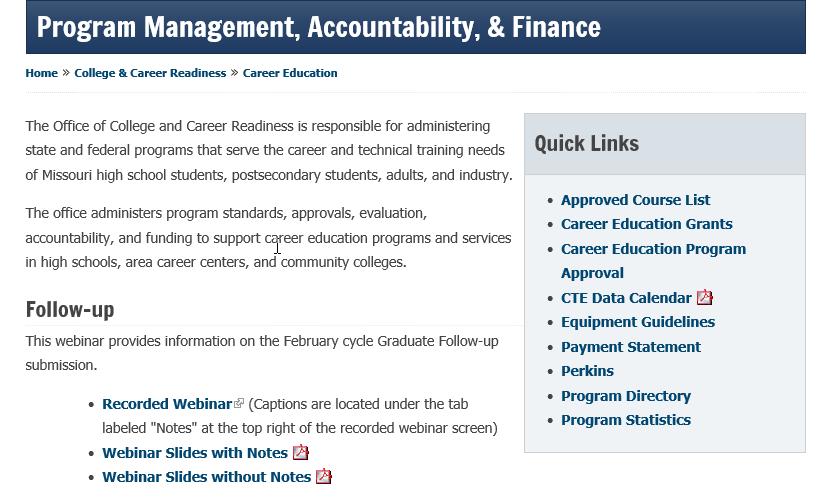 Program Management, Accountability, & Finance
Home » College & Career Readiness » Career Education
The Office of College and Career Readiness is responsible for administering
state and federal programs that serve the career and technical training needs
of Missouri high school students, postsecondary students, adults, and industry.
The office administers program standards, approvals, evaluation,
accountability, and funding to support career education programs and services
in high schools, area career centers, and community colleges.
Follow-up
This webinar provides information on the February cycle Graduate Follow-up
submission.
• Recorded Webinar (Captions are located under the tab
labeled "Notes" at the top right of the recorded webinar screen)
• Webinar Slides with Notes
• Webinar Slides without Notes
Quick Links
• Approved Course List
• Career Education Grants
• Career Education Program
Approval
• CTE Data Calendar
• Equipment Guidelines
• Payment Statement
• Perkins
• Program Directory
• Program Statistics